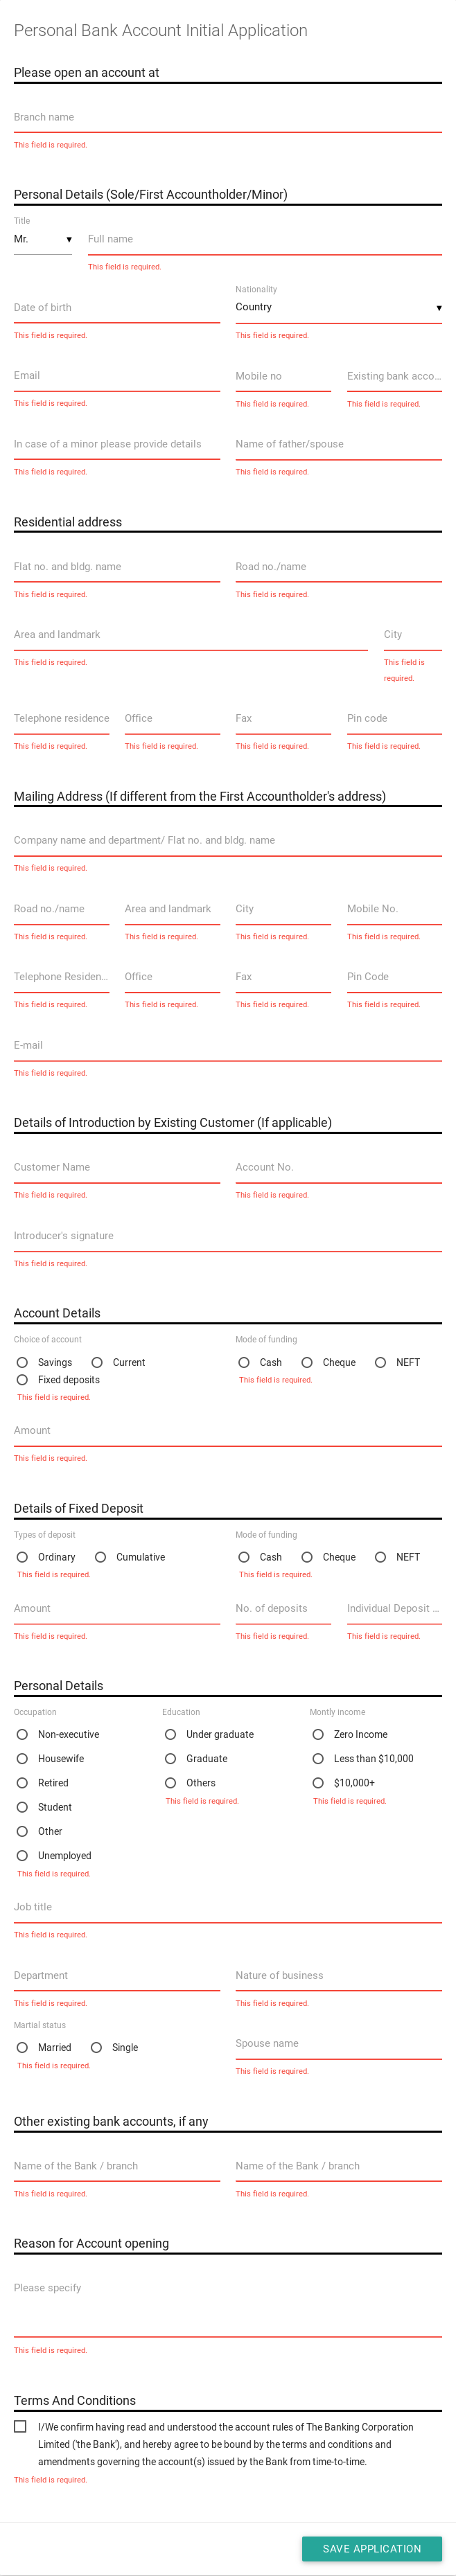 Personal Bank Account Initial Application
Please open an account at
Branch name
This field is required.
Personal Details (Sole/First Accountholder/Minor)
Title
Mr. ▼ Full name
This field is required.
Nationality
Date of birth Country ▼
This field is required. This field is required.
Email Mobile no Existing bank acco...
This field is required. This field is required. This field is required.
In case of a minor please provide details Name of father/spouse
This field is required. This field is required.
Residential address
Flat no. and bldg. name Road no./name
This field is required. This field is required.
Area and landmark City
This field is required. This field is
required.
Telephone residence Office Fax Pin code
This field is required. This field is required. This field is required. This field is required.
Mailing Address (If different from the First Accountholder's address)
Company name and department/ Flat no. and bldg. name
This field is required.
Road no./name Area and landmark City Mobile No.
This field is required. This field is required. This field is required. This field is required.
Telephone Residen... Office Fax Pin Code
This field is required. This field is required. This field is required. This field is required.
E-mail
This field is required.
Details of Introduction by Existing Customer (If applicable)
Customer Name Account No.
This field is required. This field is required.
Introducer's signature
This field is required.
Account Details
Choice of account Mode of funding
Savings Current Cash Cheque NEFT
Fixed deposits This field is required.
This field is required.
Amount
This field is required.
Details of Fixed Deposit
Types of deposit Mode of funding
Ordinary Cumulative Cash Cheque NEFT
This field is required. This field is required.
Amount No. of deposits Individual Deposit ...
This field is required. This field is required. This field is required.
Personal Details
Occupation Education Montly income
Non-executive Under graduate Zero Income
Housewife Graduate Less than $10,000
Retired Others $10,000+
This field is required. This field is required.
Student
Other
Unemployed
This field is required.
Job title
This field is required.
Department Nature of business
This field is required. This field is required.
Martial status
Married Single Spouse name
This field is required. This field is required.
Other existing bank accounts, if any
Name of the Bank / branch Name of the Bank / branch
This field is required. This field is required.
Reason for Account opening
Please specify
This field is required.
Terms And Conditions
I/We confirm having read and understood the account rules of The Banking Corporation
Limited ('the Bank'), and hereby agree to be bound by the terms and conditions and
amendments governing the account(s) issued by the Bank from time-to-time.
This field is required.
SAVE APPLICATION